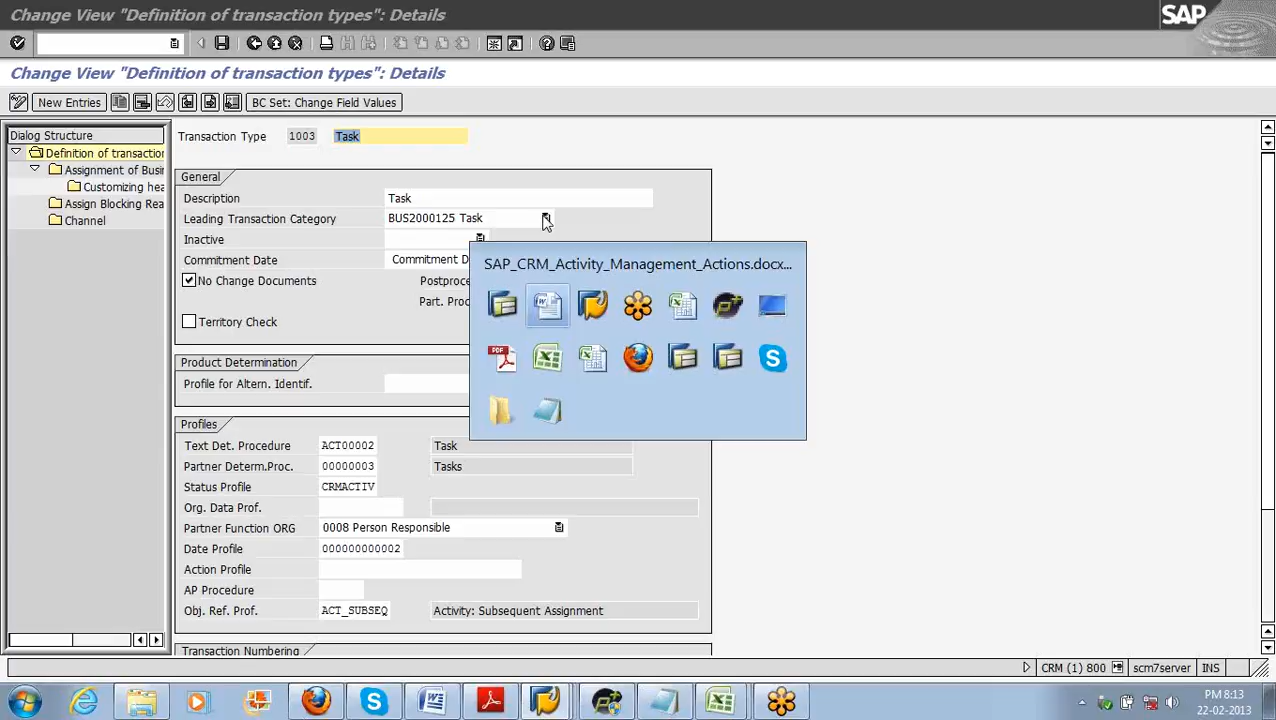 Change View "Definition of transaction types": Details
SAP
Change View "Definition of transaction types": Details
New Entries
BC Set: Change Field Values
Dialog Structure
Definition of transaction
Assignment of Busi
Customizing hea
Assign Blocking Rea
Channel
Transaction Type 1003 Task
General
Description Task
Leading Transaction Category BUS2000125 Task
Inactive
Commitment Date Commitment D
No Change Documents Postproce
Part. Proc
Territory Check
SAP_CRM_Activity_Management_Actions.docx...
Product Determination
Profile for Altern. Identif.
Profiles
Text Det. Procedure ACT00002 Task
Partner Determ.Proc. 00000003 Tasks
Status Profile CRMACTIV
Org. Data Prof.
Partner Function ORG 0008 Person Responsible
Date Profile 000000000002
Action Profile
AP Procedure
Obj. Ref. Prof. ACT_SUBSEQ Activity: Subsequent Assignment
Transaction Numbering
CRM (1) 800 scm7server INS
PM 8:13
22-02-2013